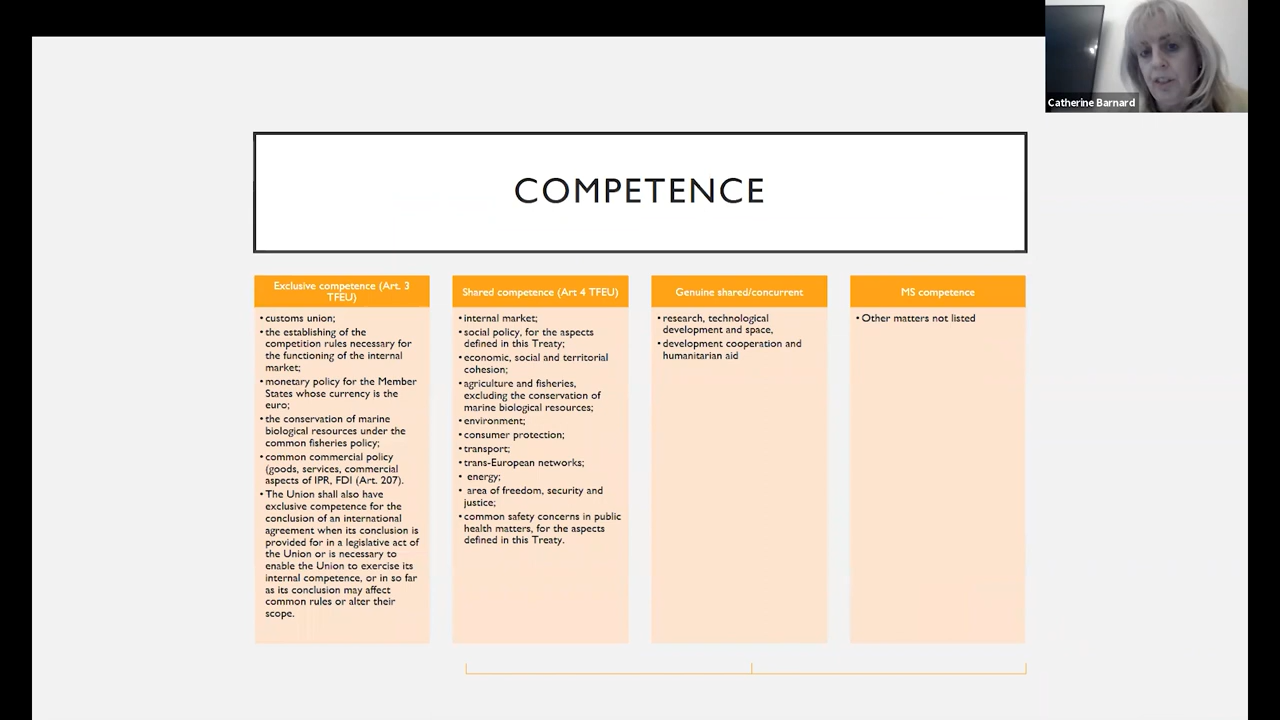 Catherine Barnard
COMPETENCE
Exclusive competence (Art. 3
TFEU)
• customs union;
• the establishing of the
competition rules necessary for
the functioning of the internal
market;
• monetary policy for the Member
States whose currency is the
euro;
• the conservation of marine
biological resources under the
common fisheries policy;
• common commercial policy
(goods, services, commercial
aspects of IPR, FDI (Art. 207).
• The Union shall also have
exclusive competence for the
conclusion of an international
agreement when its conclusion is
provided for in a legislative act of
the Union or is necessary to
enable the Union to exercise its
internal competence, or in so far
as its conclusion may affect
common rules or alter their
scope.
Shared competence (Art 4 TFEU)
• internal market;
• social policy, for the aspects
defined in this Treaty;
• economic, social and territorial
cohesion;
• agriculture and fisheries,
excluding the conservation of
marine biological resources;
• environment;
• consumer protection;
• transport;
• trans-European networks;
• energy;
• area of freedom, security and
justice;
• common safety concerns in public
health matters, for the aspects
defined in this Treaty.
Genuine shared/concurrent
• research, technological
development and space,
• development cooperation and
humanitarian aid
MS competence
• Other matters not listed